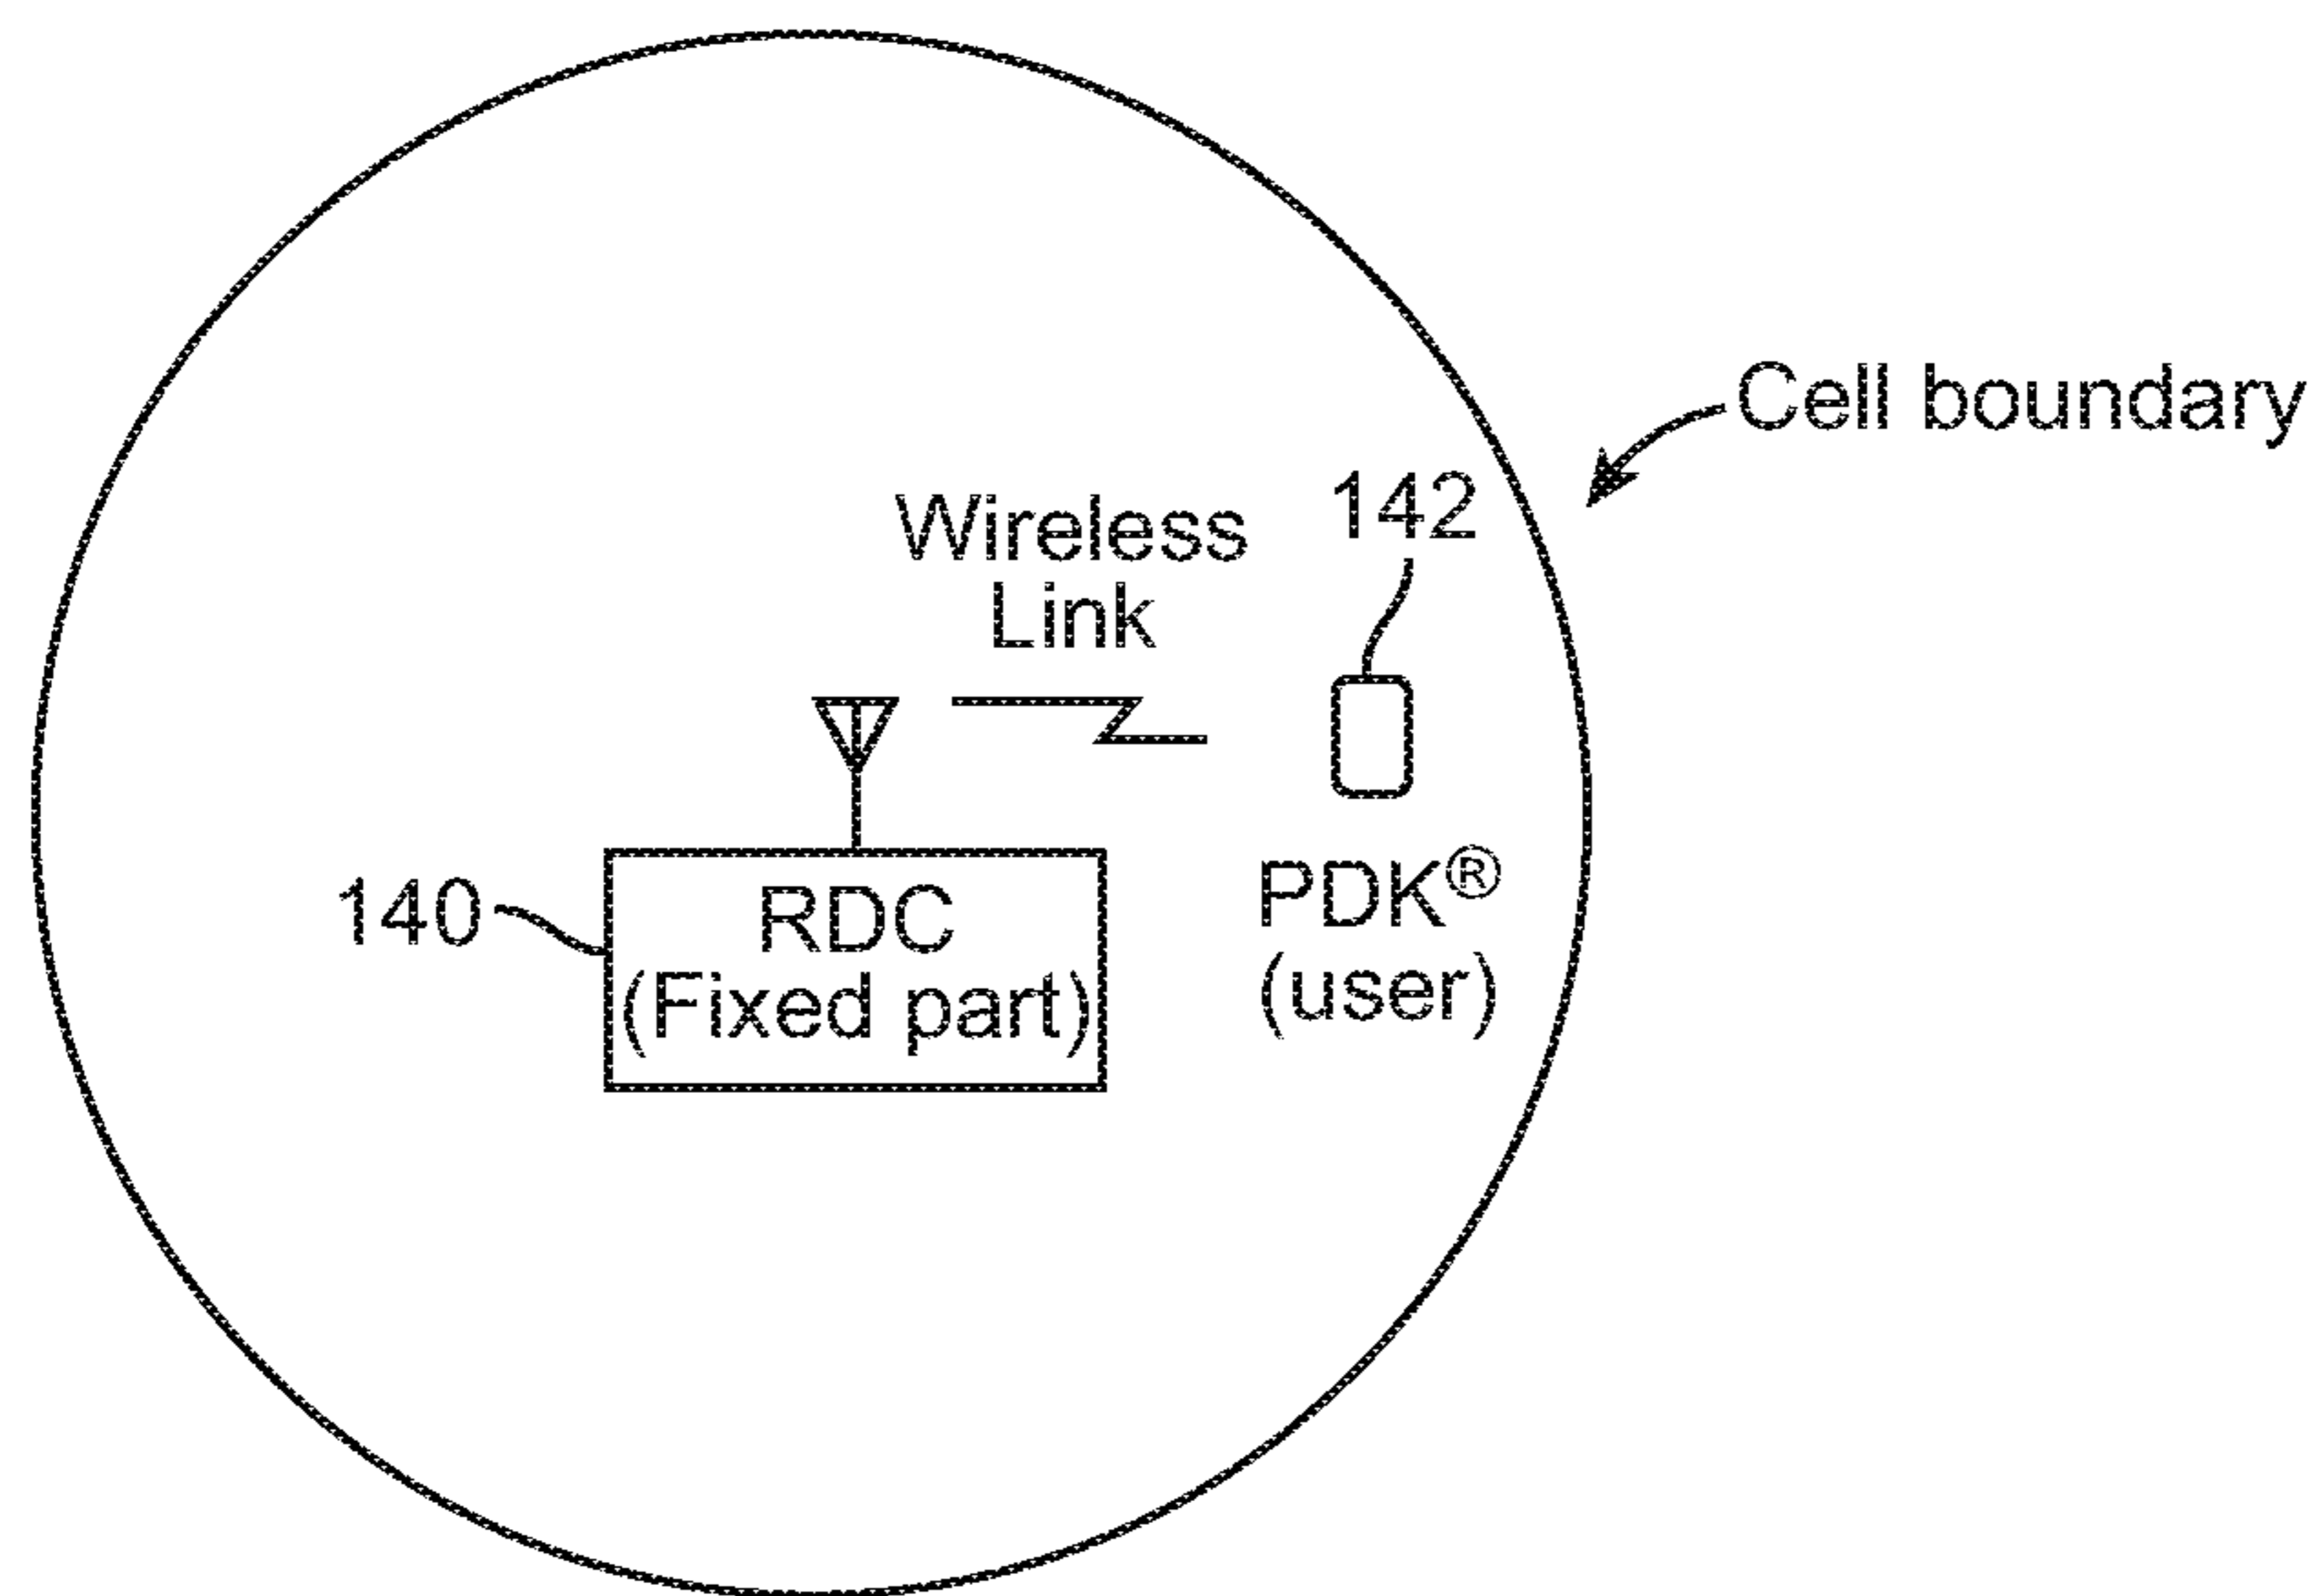 Cell boundary
142
Wireless
Link
140
RDC
(Fixed part)
PDK®
(user)